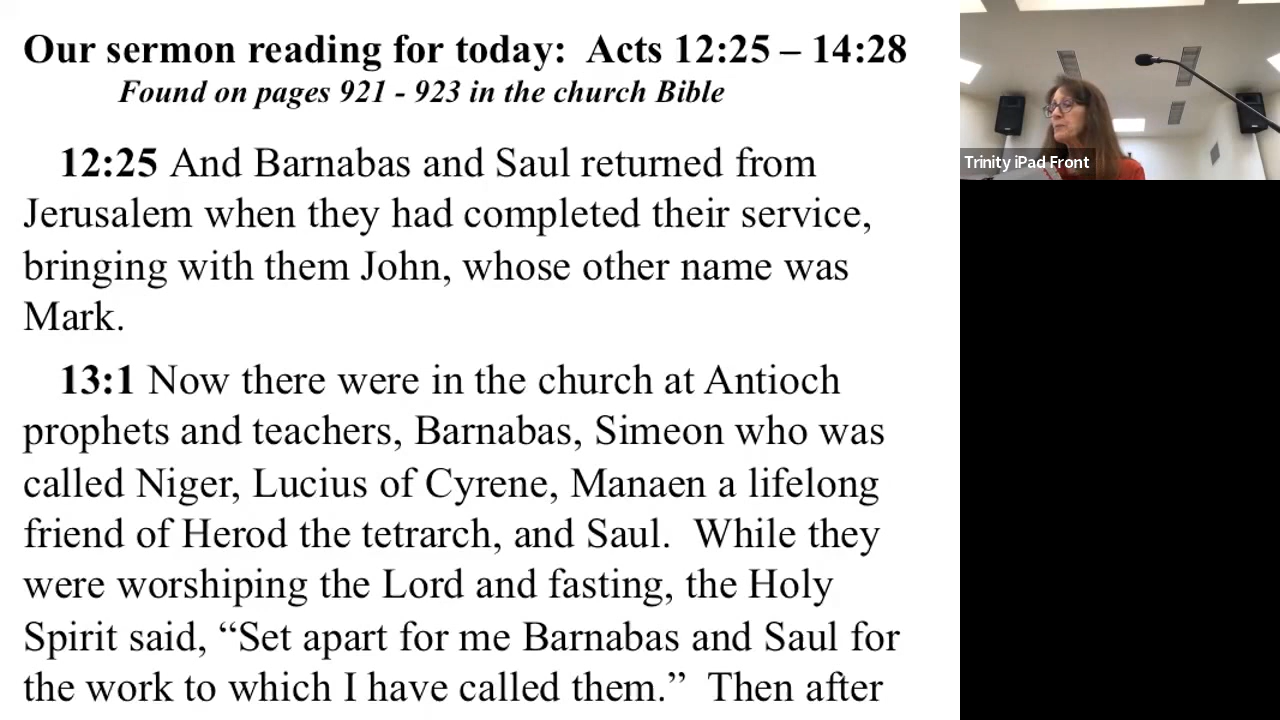 Our sermon reading for today:  Acts 12:25 – 14:28
Found on pages 921 - 923 in the church Bible
12:25 And Barnabas and Saul returned from
Jerusalem when they had completed their service,
bringing with them John, whose other name was
Mark.
13:1 Now there were in the church at Antioch
prophets and teachers, Barnabas, Simeon who was
called Niger, Lucius of Cyrene, Manaen a lifelong
friend of Herod the tetrarch, and Saul.  While they
were worshiping the Lord and fasting, the Holy
Spirit said, “Set apart for me Barnabas and Saul for
the work to which I have called them.”  Then after
Trinity iPad Front